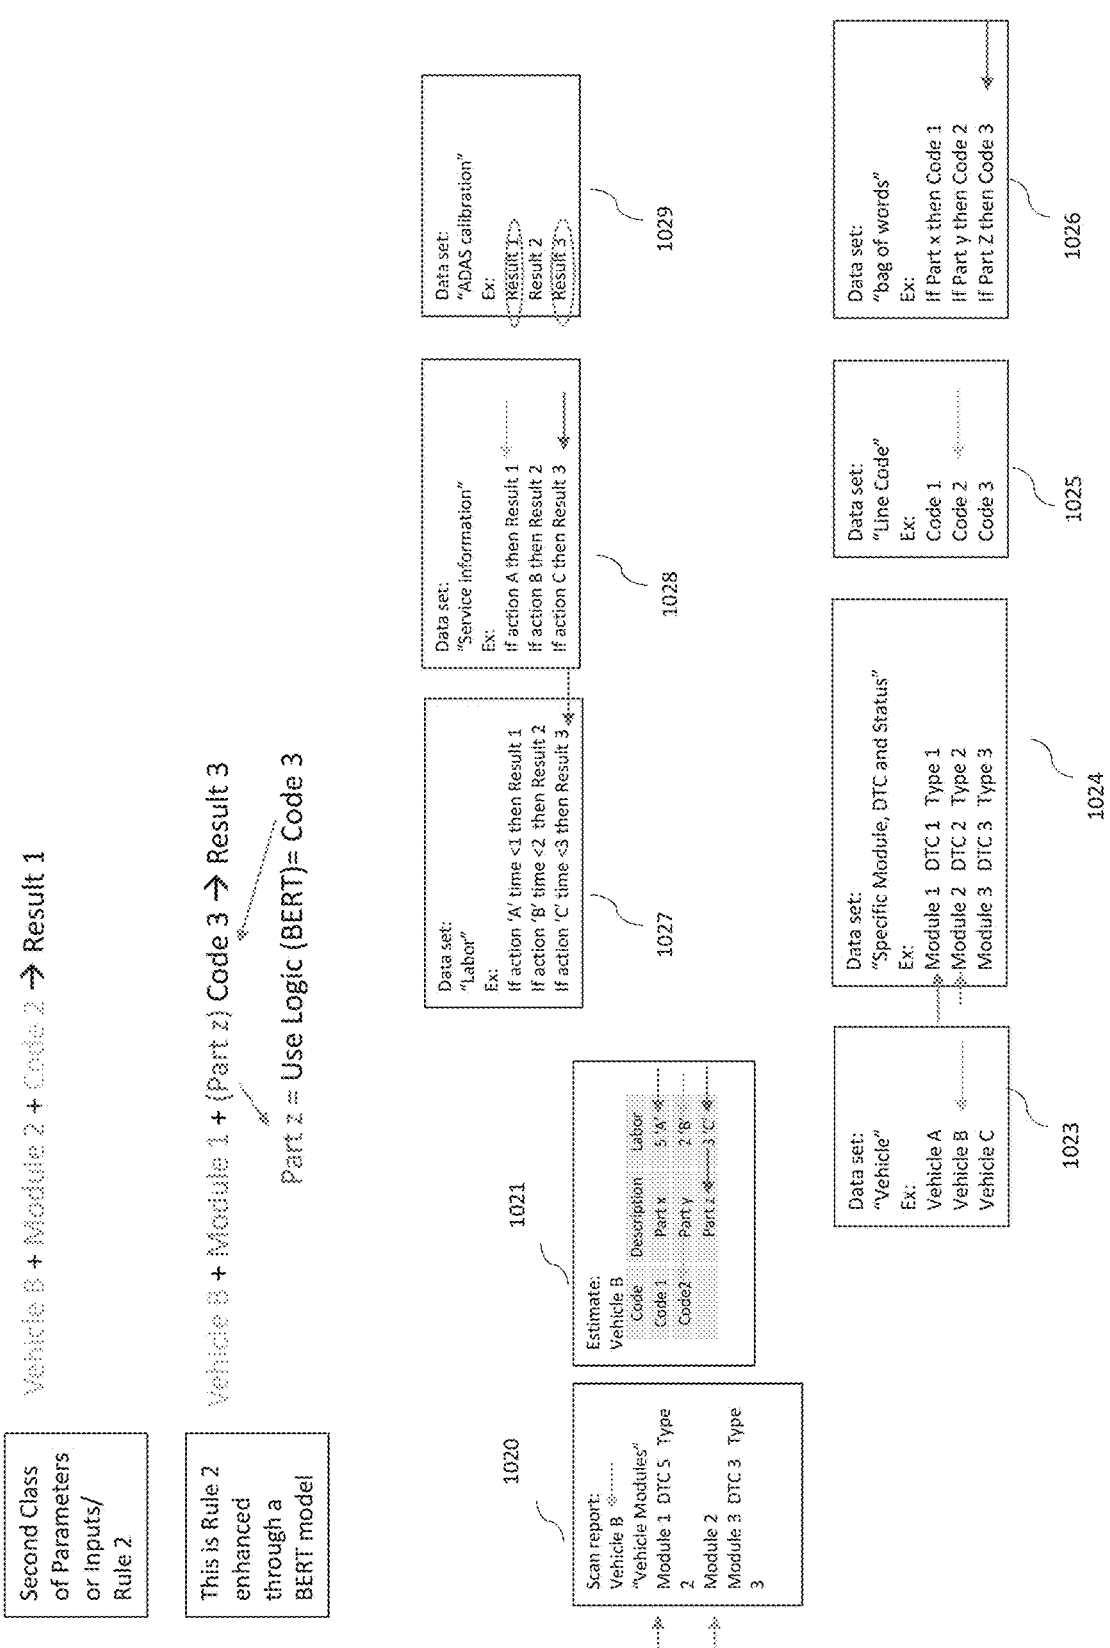 Second Class
of Parameters
or Inputs/
Rule 2
Vehicle B + Module 2 + Code 2 → Result 1
This is Rule 2
enhanced
through a
BERT model
Vehicle B + Module 1 + (Part z) Code 3 → Result 3
Part z = Use Logic (BERT)= Code 3
1020
Scan report:
Vehicle B
"Vehicle Modules"
Module 1 DTC 5 Type
2
Module 2
Module 3 DTC 3 Type
3
1021
Estimate:
Vehicle B
Code Description Labor
Code 1 Part x 5 'A'
Code2 Part y 2 'B'
Part z 3 'C'
Data set:
"Labor"
Ex:
If action 'A' time <1 then Result 1
If action 'B' time <2 then Result 2
If action 'C' time <3 then Result 3
1027
Data set:
"Service information"
Ex:
If action A then Result 1
If action B then Result 2
If action C then Result 3
1028
Data set:
"ADAS calibration"
Ex:
Result 1
Result 2
Result 3
1029
Data set:
"Vehicle"
Ex:
Vehicle A
Vehicle B
Vehicle C
1023
Data set:
"Specific Module, DTC and Status"
Ex:
Module 1 DTC 1 Type 1
Module 2 DTC 2 Type 2
Module 3 DTC 3 Type 3
1024
Data set:
"Line Code"
Ex:
Code 1
Code 2
Code 3
1025
Data set:
"bag of words"
Ex:
If Part x then Code 1
If Part y then Code 2
If Part Z then Code 3
1026